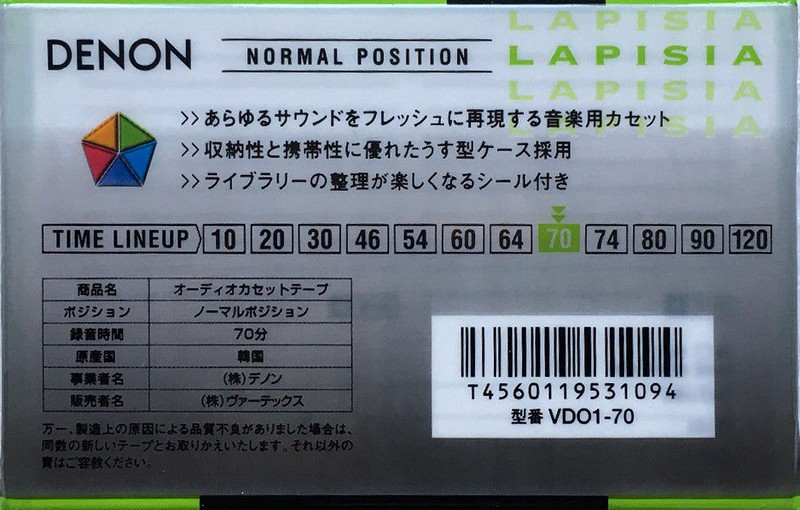 LAPISIA
DENON NORMAL POSITION LAPISIA
LAPISIA
LAPISIA
>>あらゆるサウンドをフレッシュに再現する音楽用カセット
>>収納性と携帯性に優れたうす型ケース採用
>>ライブラリーの整理が楽しくなるシール付き
TIME LINEUP 10 20 30 46 54 60 64 70 74 80 90 120
商品名 オーディオカセットテープ
ポジション ノーマルポジション
録音時間 70分
原産国 韓国
事業者名 (株)デノン
販売者名 (株)ヴァーテックス
万一、製造上の原因による品質不良がありました場合は、
同数の新しいテープとお取りかえいたします。それ以外の
責はご容赦ください。
T4560119531094
型番 VDO1-70